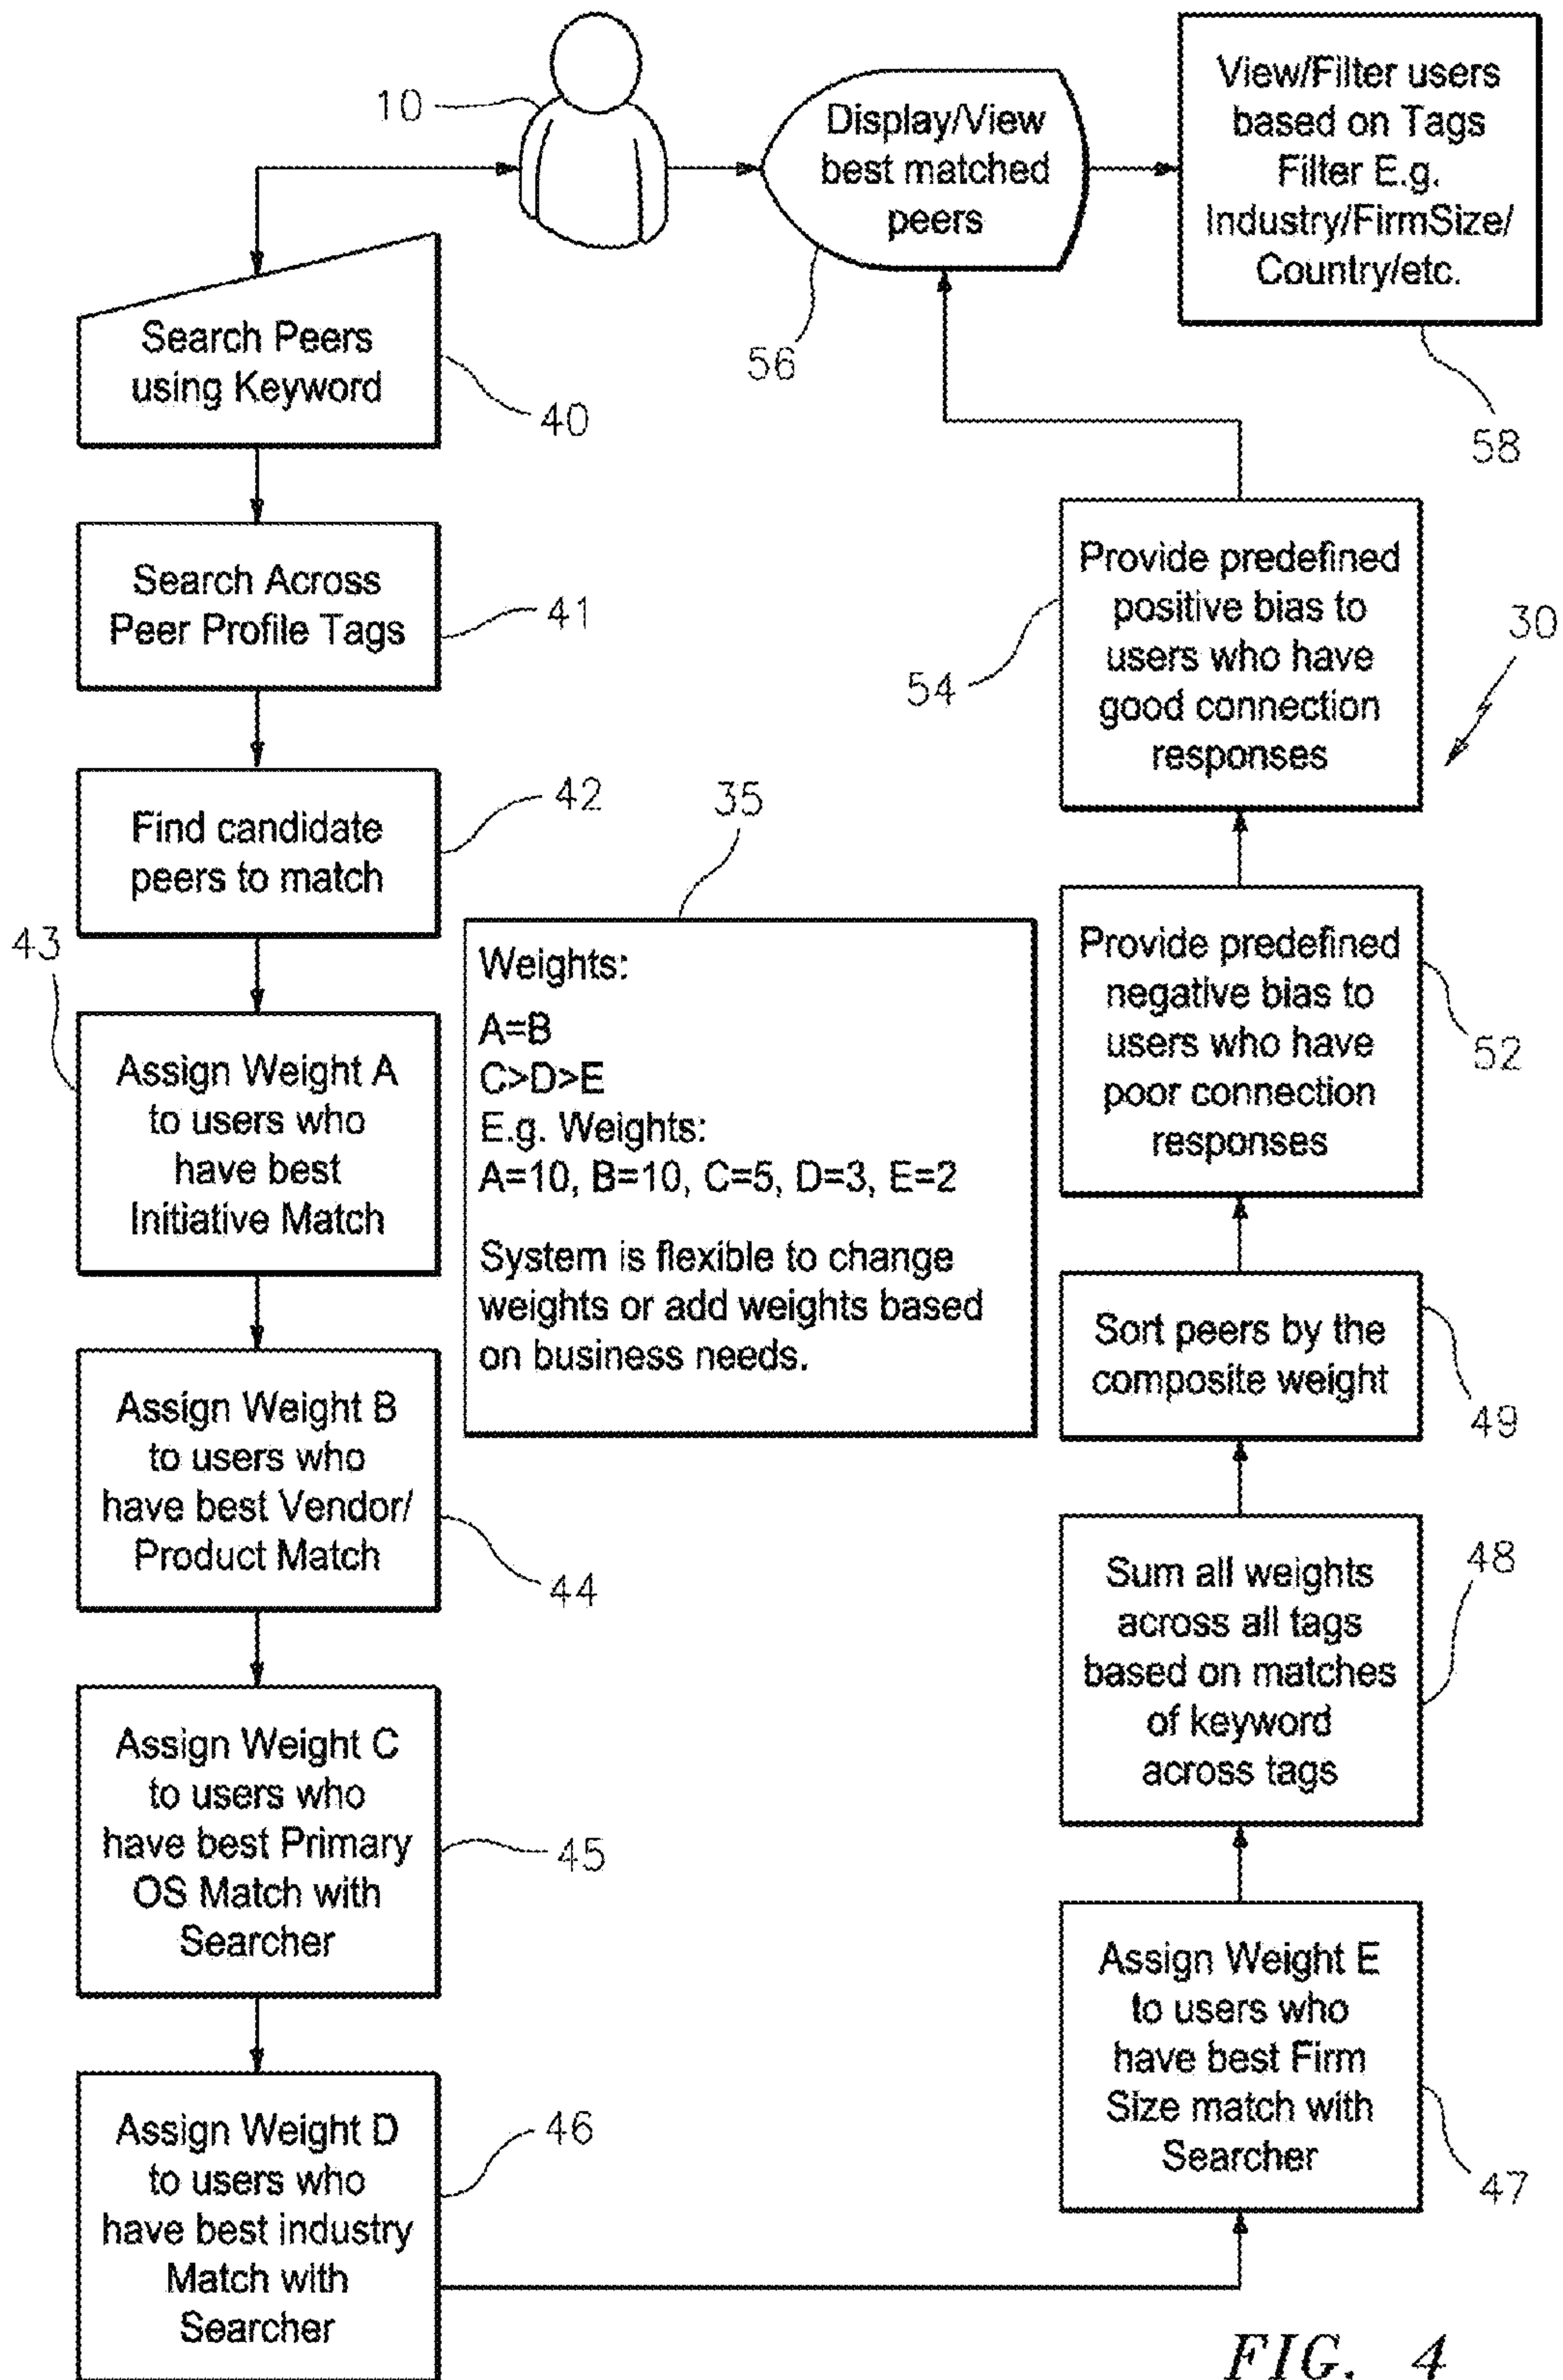 10
Display/View
best matched
peers
56
View/Filter users
based on Tags
Filter E.g.
Industry/FirmSize/
Country/etc.
58
Search Peers
using Keyword
40
Search Across
Peer Profile Tags
41
Find candidate
peers to match
42
43
Assign Weight A
to users who
have best
Initiative Match
Assign Weight B
to users who
have best Vendor/
Product Match
44
Assign Weight C
to users who
have best Primary
OS Match with
Searcher
45
Assign Weight D
to users who
have best industry
Match with
Searcher
46
35
Weights:
A=B
C>D>E
E.g. Weights:
A=10, B=10, C=5, D=3, E=2
System is flexible to change
weights or add weights based
on business needs.
Provide predefined
positive bias to
users who have
good connection
responses
54
30
Provide predefined
negative bias to
users who have
poor connection
responses
52
Sort peers by the
composite weight
49
Sum all weights
across all tags
based on matches
of keyword
across tags
48
Assign Weight E
to users who
have best Firm
Size match with
Searcher
47
FIG. 4